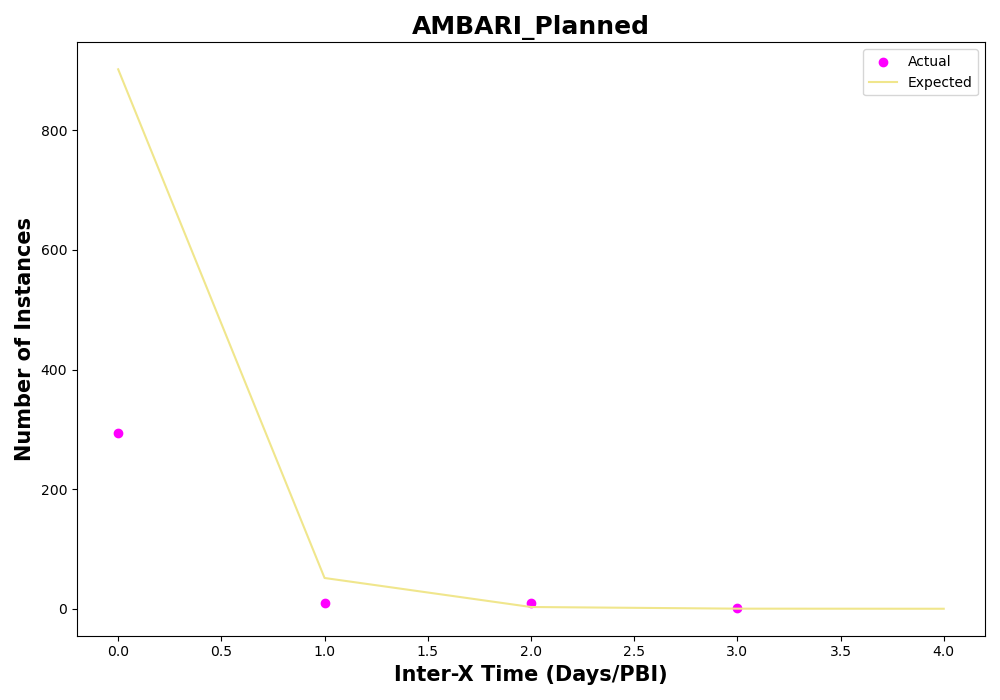 AMBARI_Planned
Actual
Expected
Number of Instances
800
600
400
200
0
0.0 0.5 1.0 1.5 2.0 2.5 3.0 3.5 4.0
Inter-X Time (Days/PBI)